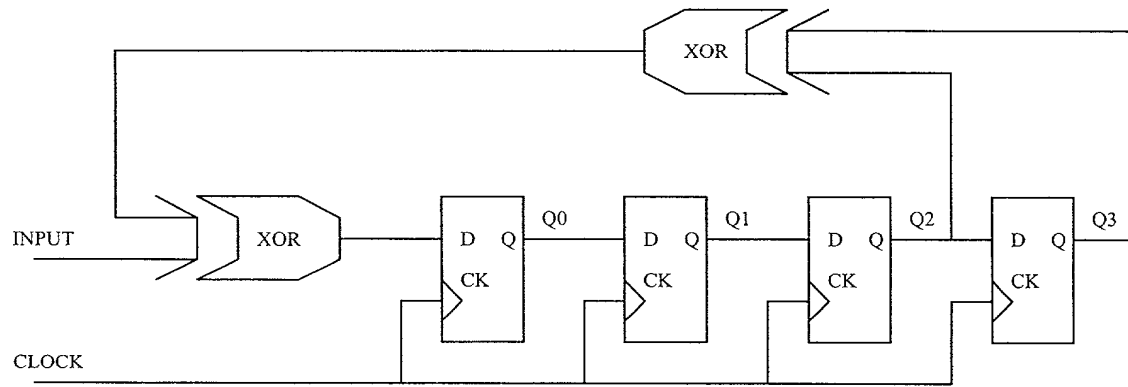 XOR
INPUT
XOR
D Q
CK
Q0
D Q
CK
Q1
D Q
CK
Q2
D Q
CK
Q3
CLOCK